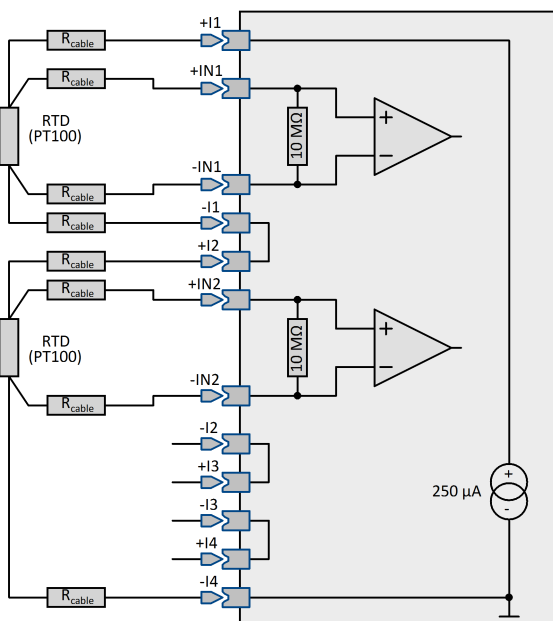 +I1
Rcable
+IN1
Rcable
RTD
(PT100)
10 MΩ
+
−
-IN1
Rcable
-I1
Rcable
+I2
Rcable
+IN2
Rcable
RTD
(PT100)
10 MΩ
+
−
-IN2
Rcable
-I2
+I3
250 µA
+
-
-I3
+I4
-I4
Rcable